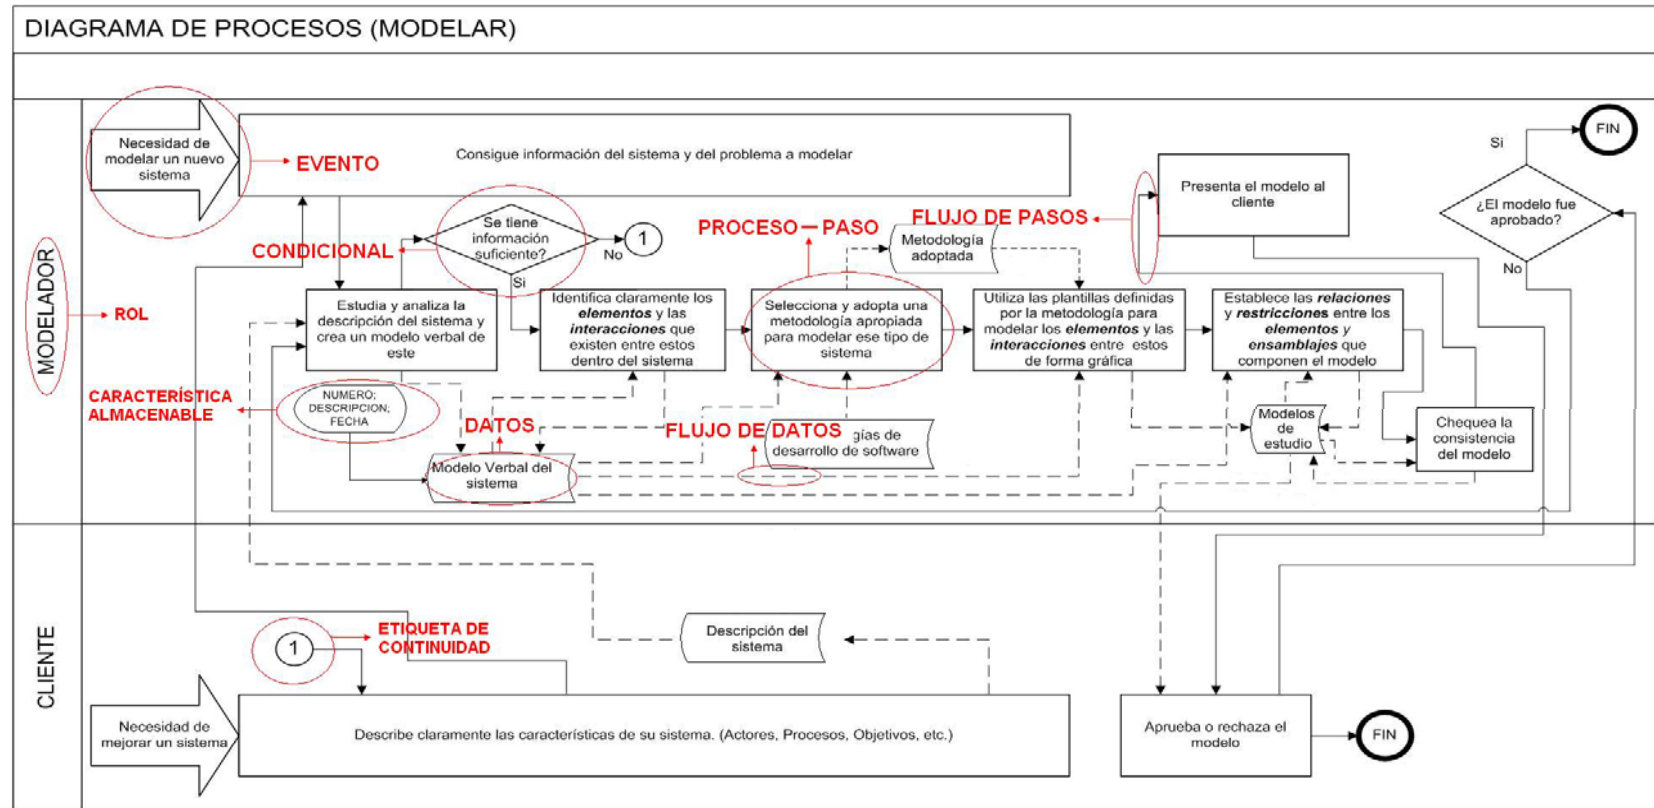 DIAGRAMA DE PROCESOS (MODELAR)
MODELADOR
ROL
Necesidad de
modelar un nuevo
sistema
EVENTO
Consigue información del sistema y del problema a modelar
Se tiene
información
suficiente?
CONDICIONAL
No
1
Si
Estudia y analiza la
descripción del sistema y
crea un modelo verbal de
este
Identifica claramente los
elementos y las
interacciones que
existen entre estos
dentro del sistema
PROCESO—PASO
Selecciona y adopta una
metodología apropiada
para modelar ese tipo de
sistema
FLUJO DE PASOS
Metodología
adoptada
Utiliza las plantillas definidas
por la metodología para
modelar los elementos y las
interacciones entre estos
de forma gráfica
Presenta el modelo al
cliente
Establece las relaciones
y restricciones entre los
elementos y
ensamblajes que
componen el modelo
¿El modelo fue
aprobado?
Si
FIN
No
CARACTERÍSTICA
ALMACENABLE
NUMERO;
DESCRIPCION;
FECHA
DATOS
Modelo Verbal del
sistema
FLUJO DE DATOS
gías de
desarrollo de software
Modelos
de
estudio
Chequea la
consistencia
del modelo
CLIENTE
1
ETIQUETA DE
CONTINUIDAD
Descripción del
sistema
Necesidad de
mejorar un sistema
Describe claramente las características de su sistema. (Actores, Procesos, Objetivos, etc.)
Aprueba o rechaza el
modelo
FIN